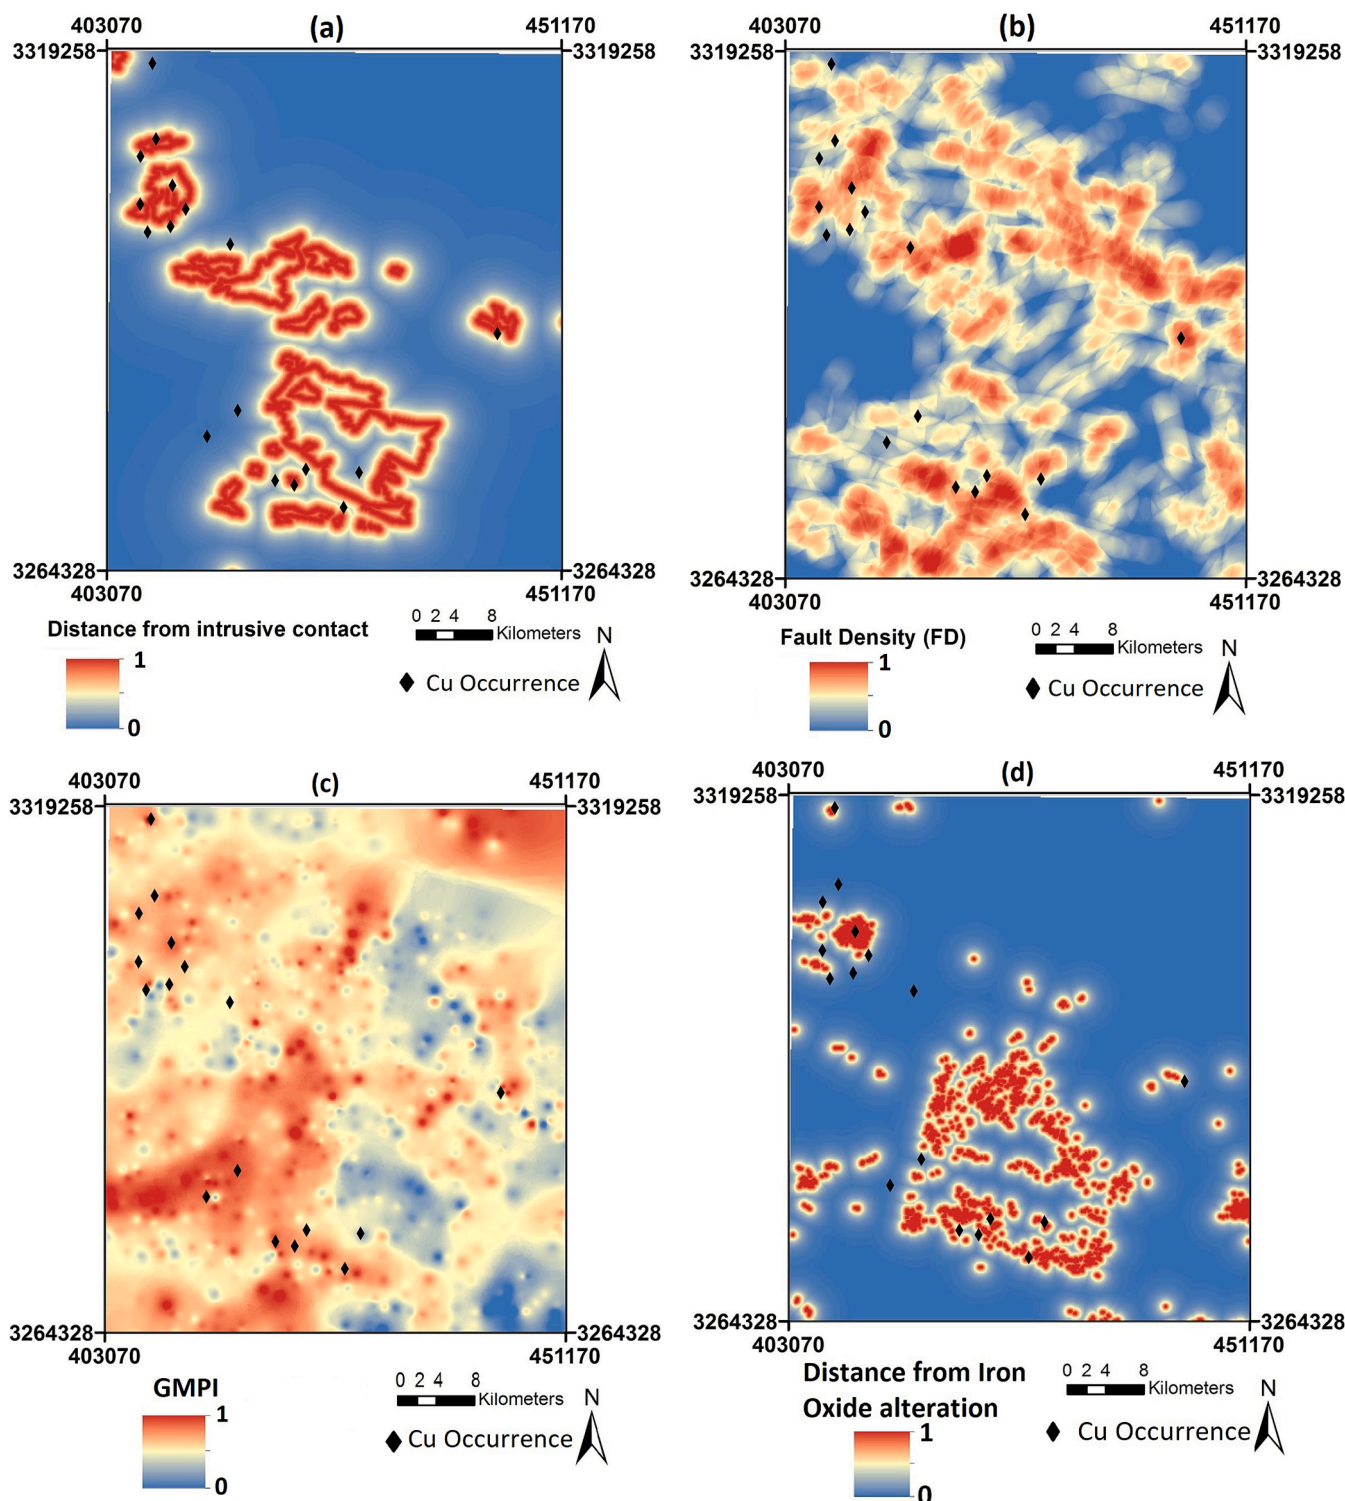 403070 (a) 451170
3319258 3319258
3264328 3264328
403070 451170
Distance from intrusive contact
1
0
0 2 4 8
Kilometers
N
Cu Occurrence
403070 (b) 451170
3319258 3319258
3264328 3264328
403070 451170
Fault Density (FD)
1
0
0 2 4 8
Kilometers
N
Cu Occurrence
403070 (c) 451170
3319258 3319258
3264328 3264328
403070 451170
GMPI
1
0
0 2 4 8
Kilometers
N
Cu Occurrence
403070 (d) 451170
3319258 3319258
3264328 3264328
403070 451170
Distance from Iron
Oxide alteration
1
0
0 2 4 8
Kilometers
N
Cu Occurrence